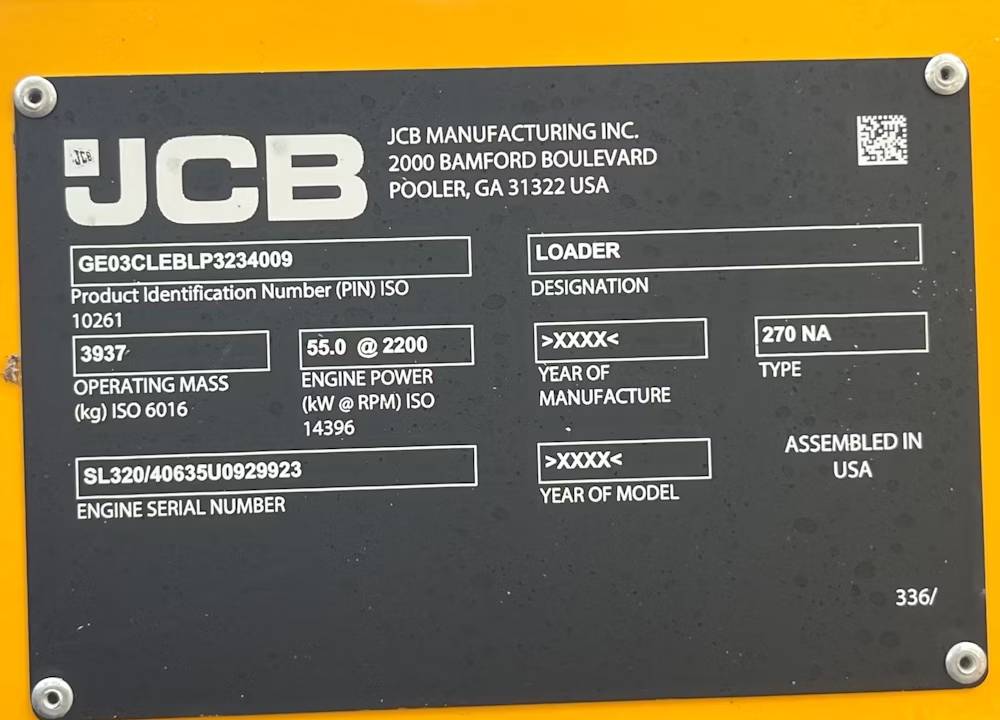 JCB
JCB MANUFACTURING INC.
2000 BAMFORD BOULEVARD
POOLER, GA 31322 USA
GE03CLEBLP3234009
Product Identification Number (PIN) ISO
10261
LOADER
DESIGNATION
3937
OPERATING MASS
(kg) ISO 6016
55.0 @ 2200
ENGINE POWER
(kW @ RPM) ISO
14396
>XXXX<
YEAR OF
MANUFACTURE
270 NA
TYPE
SL320/40635U0929923
ENGINE SERIAL NUMBER
>XXXX<
YEAR OF MODEL
ASSEMBLED IN
USA
336/